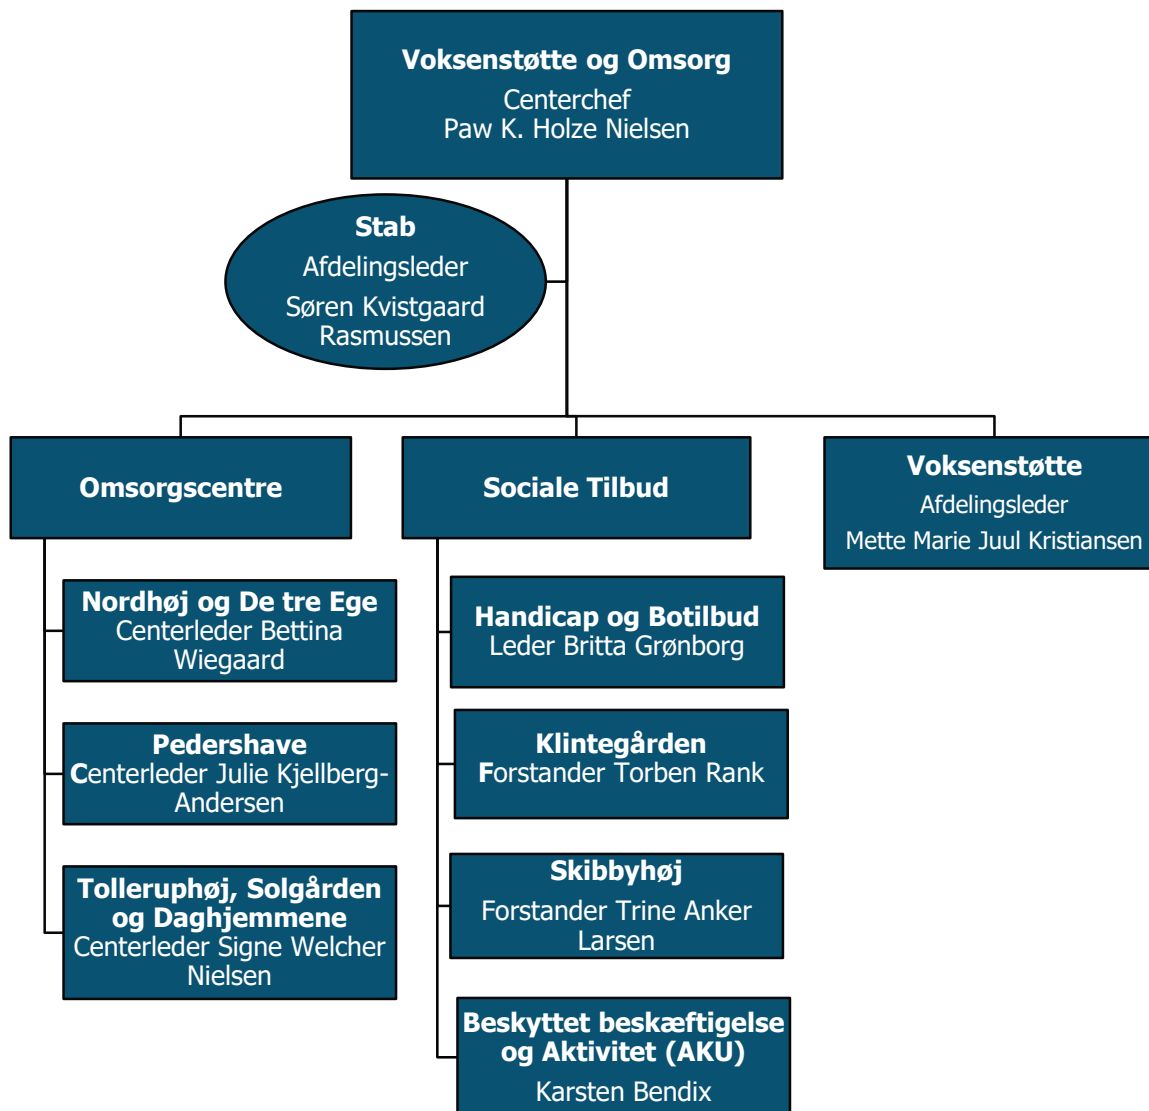 Voksenstøtte og Omsorg
Centerchef
Paw K. Holze Nielsen
Stab
Afdelingsleder
Søren Kvistgaard
Rasmussen
Omsorgscentre
Sociale Tilbud
Voksenstøtte
Afdelingsleder
Mette Marie Juul Kristiansen
Nordhøj og De tre Ege
Centerleder Bettina
Wiegaard
Pedershave
Centerleder Julie Kjellberg-
Andersen
Tolleruphøj, Solgården
og Daghjemmene
Centerleder Signe Welcher
Nielsen
Handicap og Botilbud
Leder Britta Grønborg
Klintegården
Forstander Torben Rank
Skibbyhøj
Forstander Trine Anker
Larsen
Beskyttet beskæftigelse
og Aktivitet (AKU)
Karsten Bendix